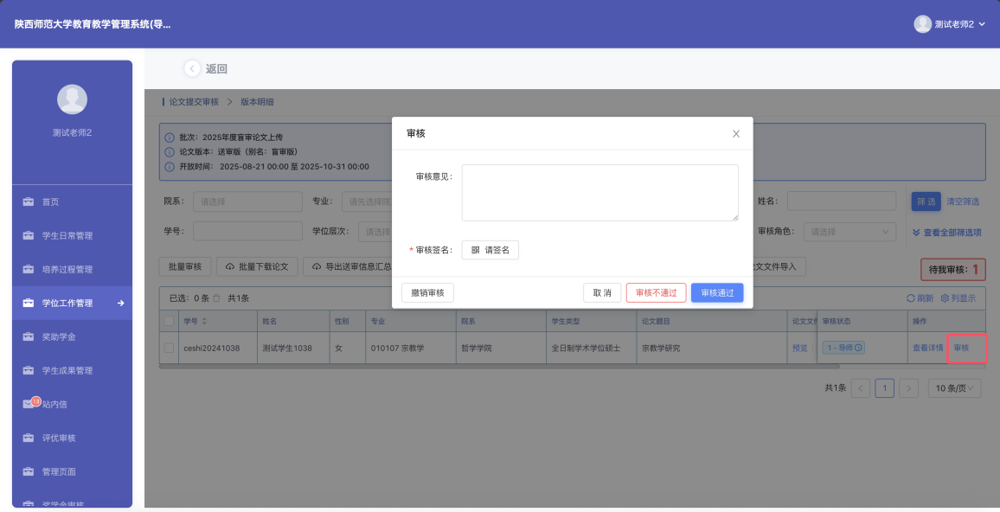 陕西师范大学教育教学管理系统(导...
测试老师2
返回
测试老师2
论文提交审核 > 版本明细
批次：2025年度盲审论文上传
论文版本：送审版（别名：盲审版）
开放时间： 2025-08-21 00:00 至 2025-10-31 00:00
院系： 请选择 专业： 请先选择院 姓名： 筛 选 清空筛选
学号： 学位层次： 请选择 审核角色： 请选择 查看全部筛选项
批量审核 批量下载论文 导出送审信息汇总 文文件导入 待我审核： 1
已选：0 条 共1条 刷新 列显示
学号 姓名 性别 专业 院系 学生类型 论文题目 论文文件 审核状态 操作
ceshi20241038 测试学生1038 女 010107 宗教学 哲学学院 全日制学术学位硕士 宗教学研究 预览 1 - 导师 查看详情 审核
共1条 < 1 > 10 条/页
审核
审核意见：
* 审核签名： 请签名
撤销审核 取 消 审核不通过 审核通过
首页
学生日常管理
培养过程管理
学位工作管理
奖助学金
学生成果管理
13 站内信
评优审核
管理页面
奖学金审核